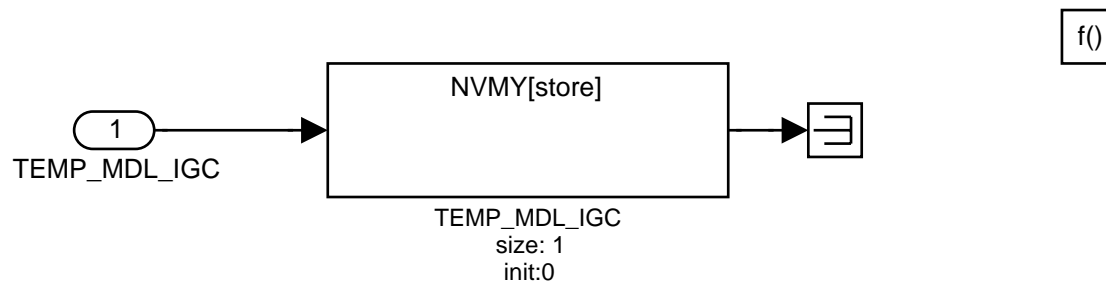 f()
NVMY[store]
1
TEMP_MDL_IGC
TEMP_MDL_IGC
size: 1
init:0